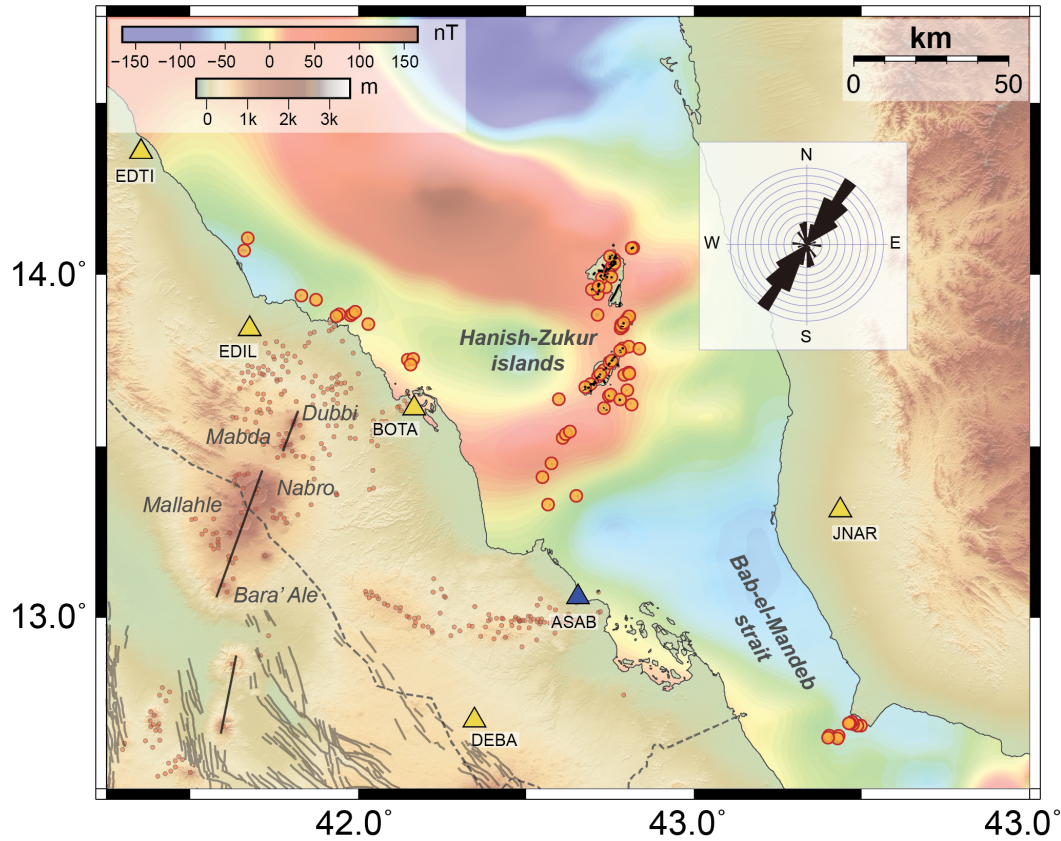 nT
−150 −100 −50 0 50 100 150
m
0 1k 2k 3k
km
0 50
N
W E
S
EDTI
14.0°
EDIL
Hanish-Zukur
islands
Dubbi
Mabda
BOTA
Nabro
Mallahle
JNAR
Bara' Ale
ASAB
13.0°
Bab-el-Mandeb
strait
DEBA
42.0° 43.0° 43.0°